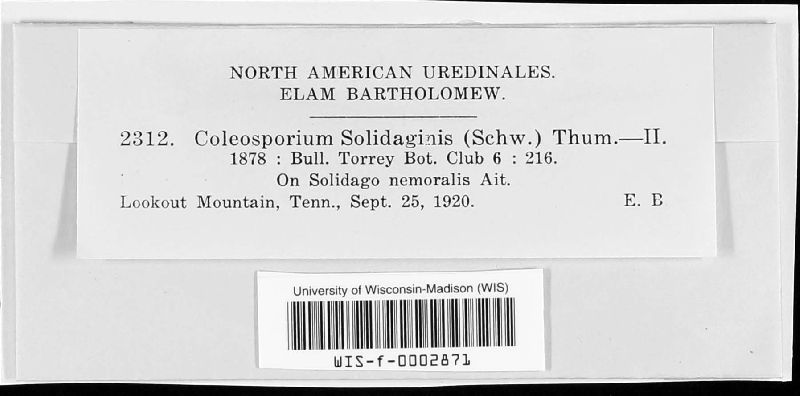 NORTH AMERICAN UREDINALES.
ELAM BARTHOLOMEW.
2312. Coleosporium Solidaginis (Schw.) Thum.—II.
1878 : Bull. Torrey Bot. Club 6 : 216.
On Solidago nemoralis Ait.
Lookout Mountain, Tenn., Sept. 25, 1920. E. B
University of Wisconsin-Madison (WIS)
WIS-f-0002871